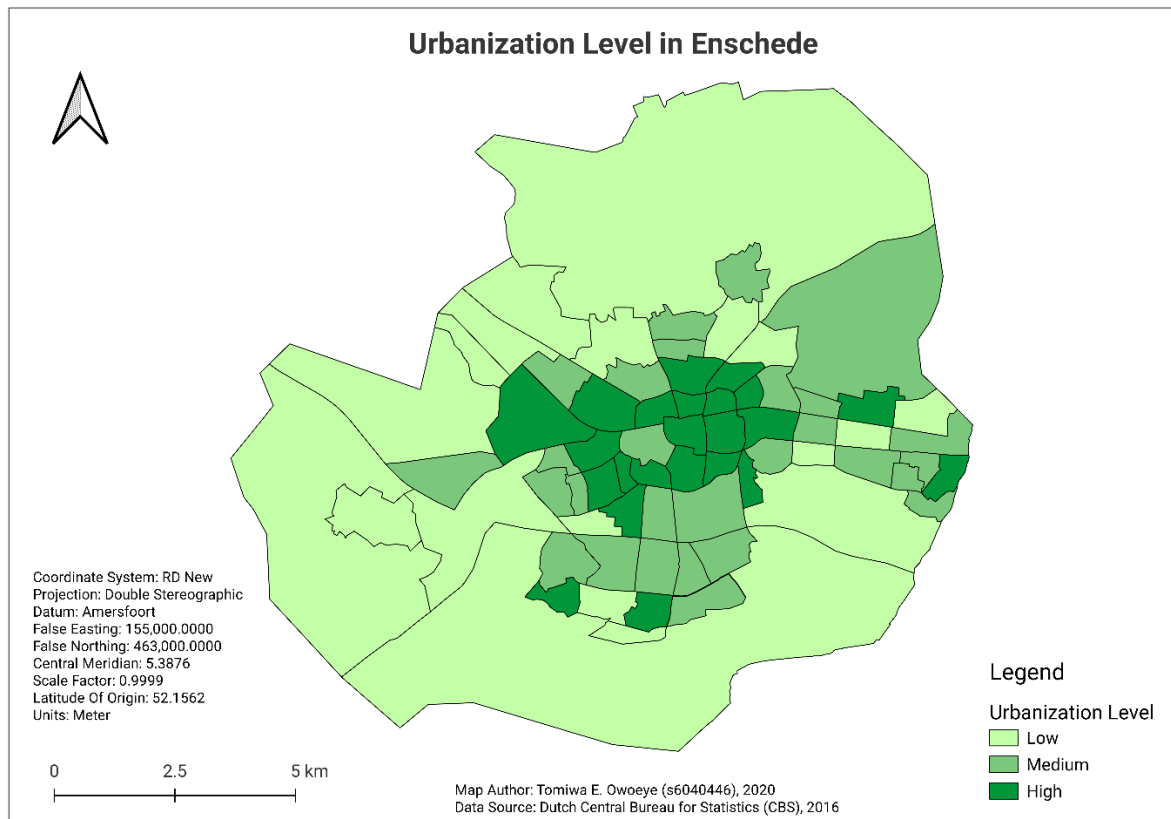 Urbanization Level in Enschede
Coordinate System: RD New
Projection: Double Stereographic
Datum: Amersfoort
False Easting: 155,000.0000
False Northing: 463,000.0000
Central Meridian: 5.3876
Scale Factor: 0.9999
Latitude Of Origin: 52.1562
Units: Meter
0 2.5 5 km
Map Author: Tomiwa E. Owoeye (s6040446), 2020
Data Source: Dutch Central Bureau for Statistics (CBS), 2016
Legend
Urbanization Level
Low
Medium
High